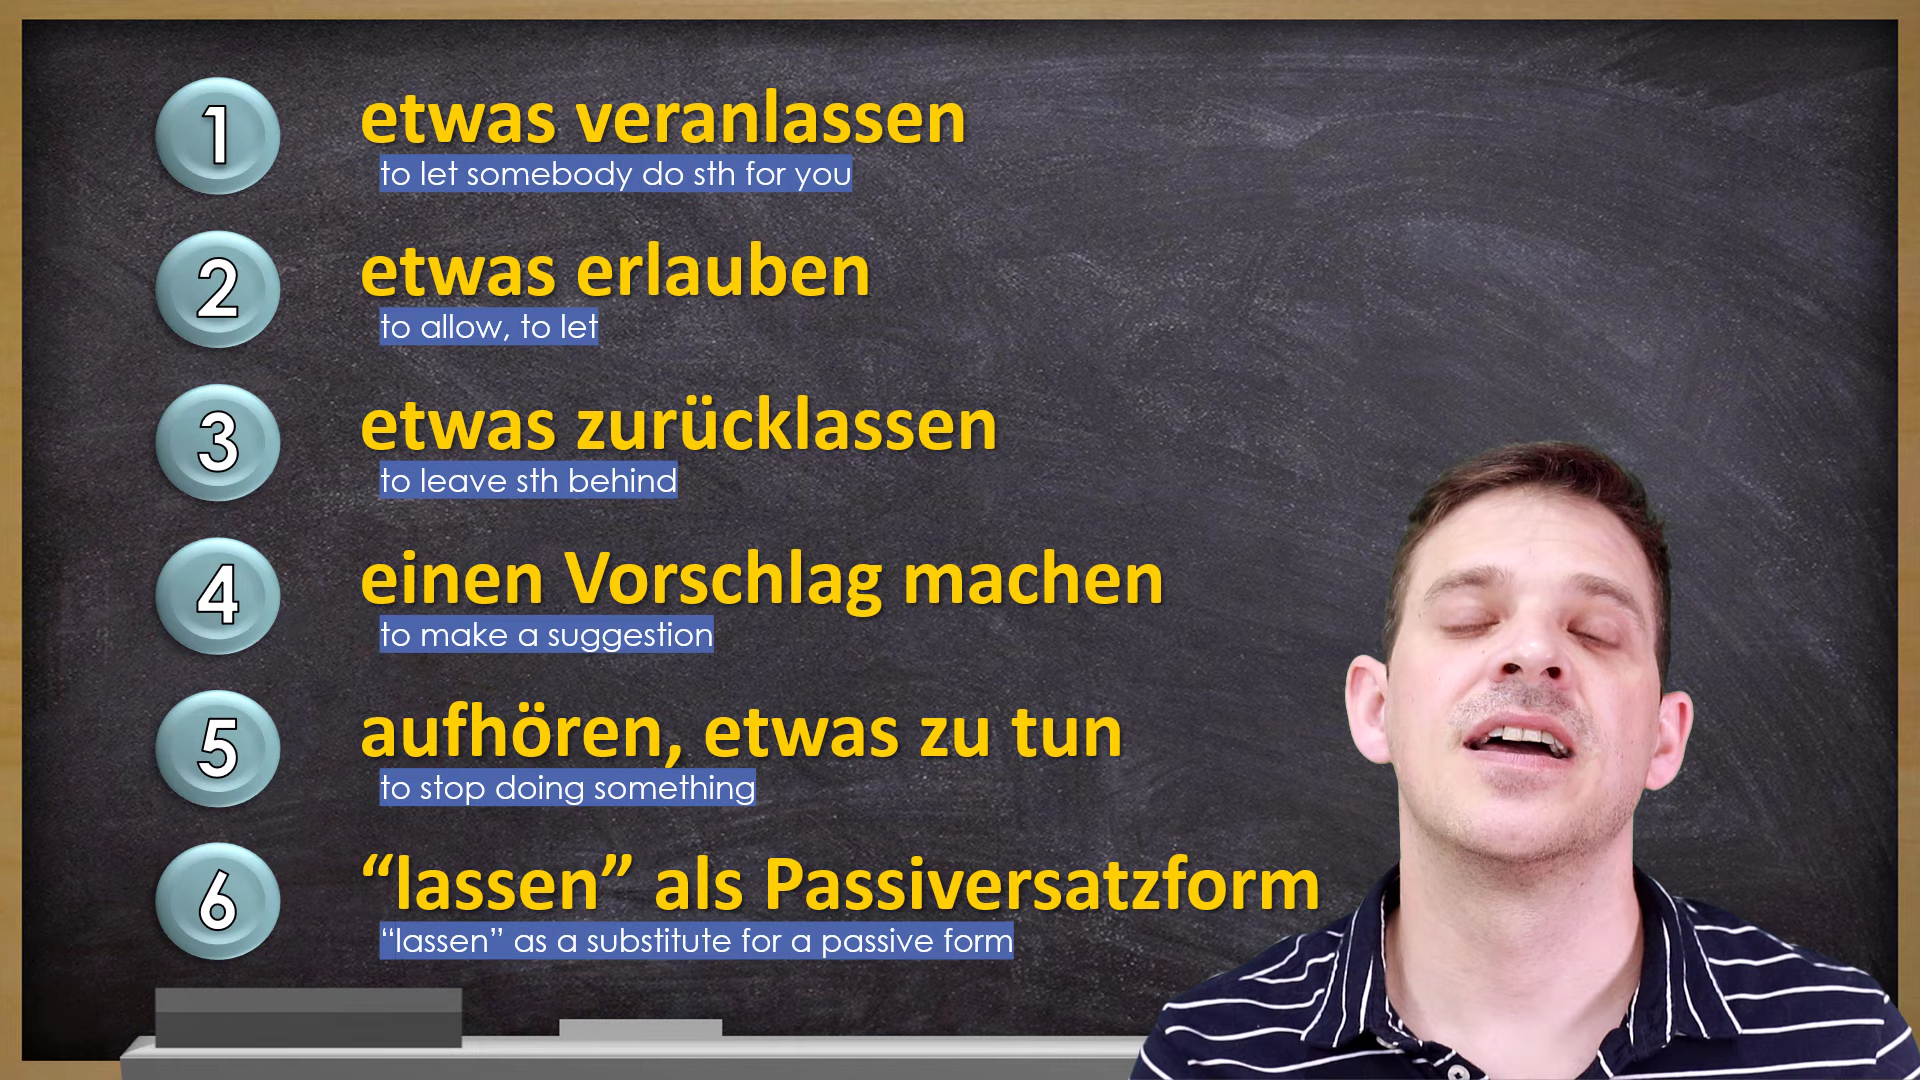 1
etwas veranlassen
to let somebody do sth for you
2
etwas erlauben
to allow, to let
3
etwas zurücklassen
to leave sth behind
4
einen Vorschlag machen
to make a suggestion
5
aufhören, etwas zu tun
to stop doing something
6
“lassen” als Passiversatzform
“lassen” as a substitute for a passive form